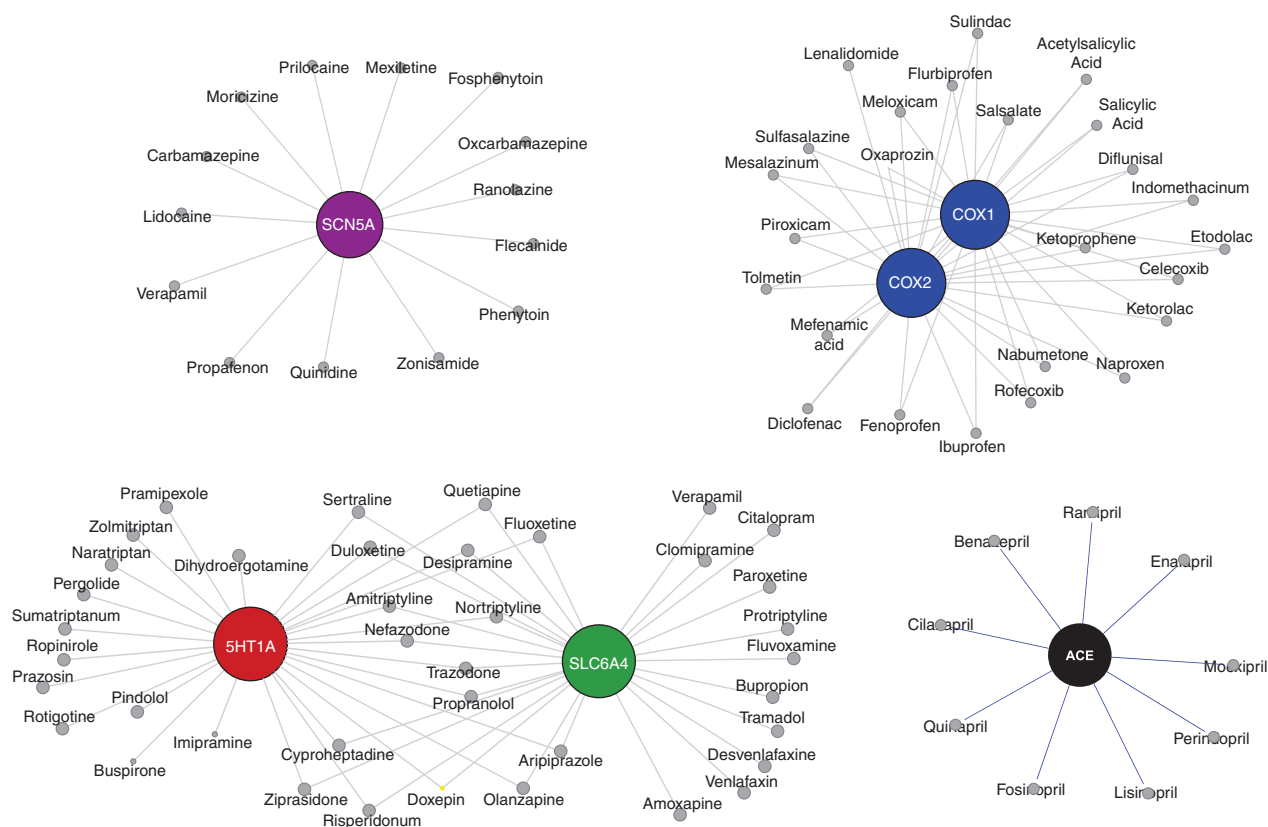 Prilocaine
Mexiletine
Fosphenytoin
Moricizine
Oxcarbamazepine
Carbamazepine
Ranolazine
Lidocaine
SCN5A
Flecainide
Verapamil
Phenytoin
Propafenon
Quinidine
Zonisamide
Sulindac
Lenalidomide
Acetylsalicylic
Acid
Flurbiprofen
Meloxicam
Salsalate
Salicylic
Acid
Sulfasalazine
Oxaprozin
Mesalazinum
Diflunisal
Indomethacinum
COX1
Piroxicam
Ketoprophene
Etodolac
Tolmetin
COX2
Celecoxib
Ketorolac
Mefenamic
acid
Nabumetone
Naproxen
Rofecoxib
Diclofenac
Fenoprofen
Ibuprofen
Pramipexole
Sertraline
Quetiapine
Zolmitriptan
Fluoxetine
Naratriptan
Dihydroergotamine
Duloxetine
Desipramine
Pergolide
Amitriptyline
Nortriptyline
Sumatriptanum
Nefazodone
Ropinirole
5HT1A
Prazosin
Trazodone
Propranolol
Pindolol
Rotigotine
Imipramine
Cyproheptadine
Aripiprazole
Buspirone
Ziprasidone
Doxepin
Olanzapine
Risperidonum
Verapamil
Citalopram
Clomipramine
Paroxetine
Protriptyline
Fluvoxamine
SLC6A4
Bupropion
Tramadol
Desvenlafaxine
Venlafaxin
Amoxapine
Ramipril
Benazepril
Enalapril
Cilazapril
ACE
Moexipril
Quinapril
Perindopril
Fosinopril
Lisinopril